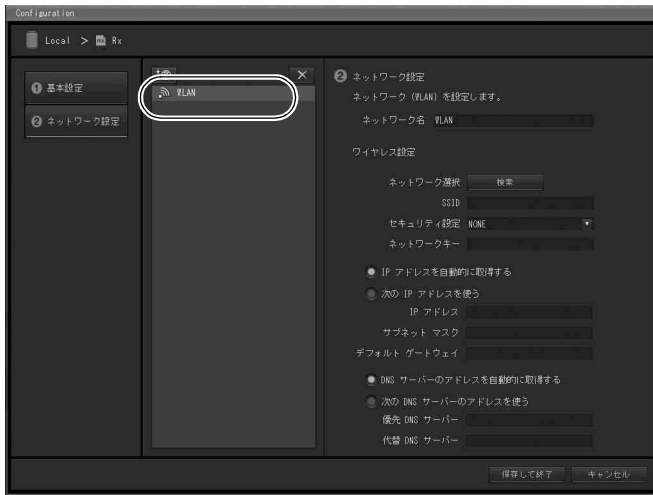 Configuration
Local > Rx
1 基本設定
2 ネットワーク設定
WLAN
2 ネットワーク設定
ネットワーク (WLAN) を設定します。
ネットワーク名 WLAN
ワイヤレス設定
ネットワーク選択 検索
SSID
セキュリティ設定 NONE
ネットワークキー
IP アドレスを自動的に取得する
次の IP アドレスを使う
IP アドレス
サブネット マスク
デフォルト ゲートウェイ
DNS サーバーのアドレスを自動的に取得する
次の DNS サーバーのアドレスを使う
優先 DNS サーバー
代替 DNS サーバー
保存して終了 キャンセル